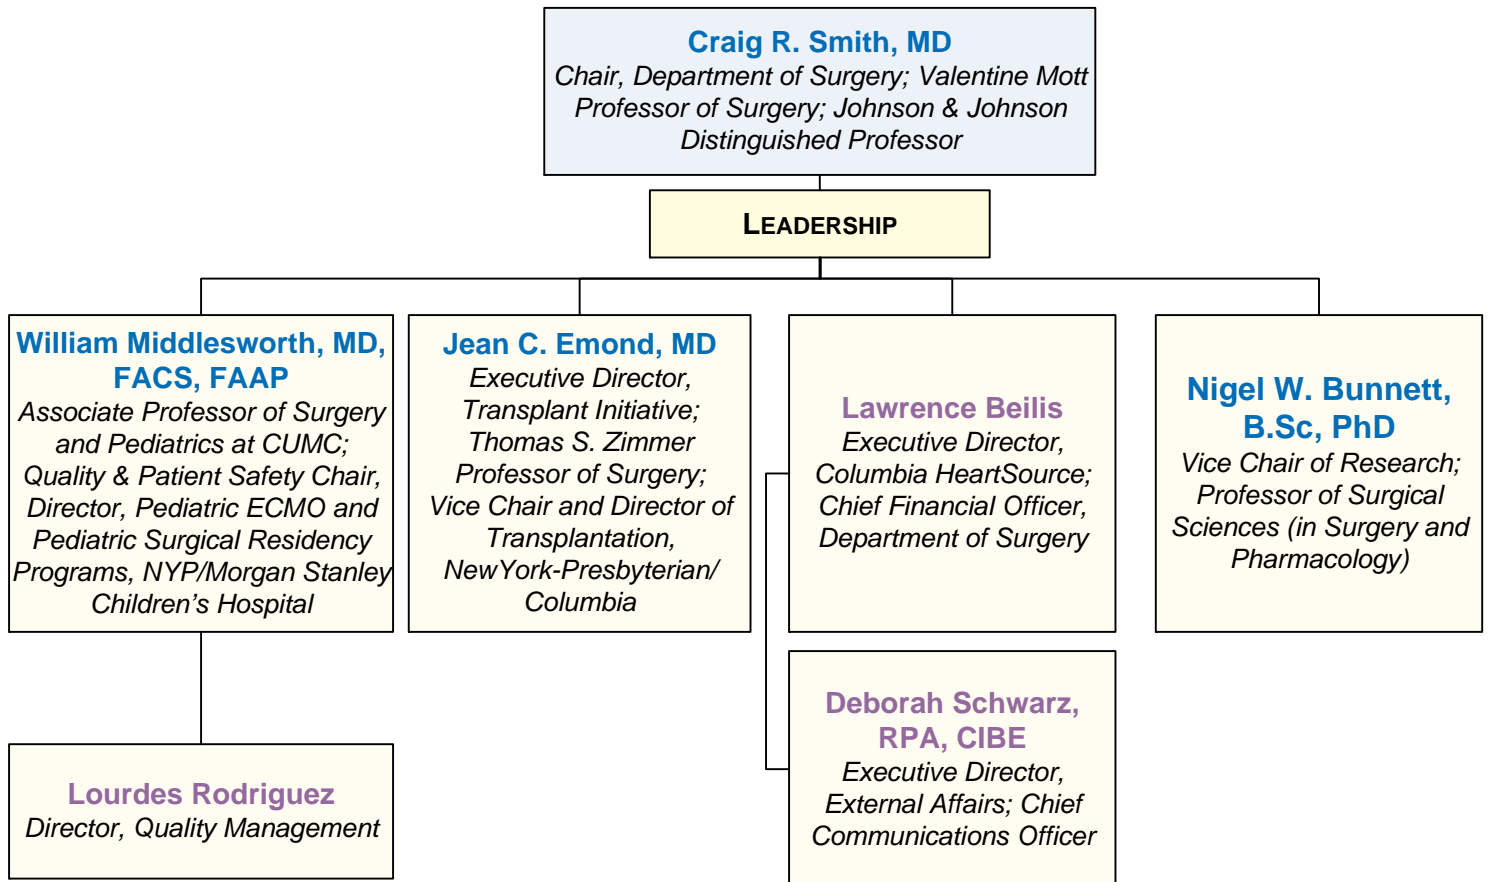 Craig R. Smith, MD
Chair, Department of Surgery; Valentine Mott
Professor of Surgery; Johnson & Johnson
Distinguished Professor
LEADERSHIP
William Middlesworth, MD,
FACS, FAAP
Associate Professor of Surgery
and Pediatrics at CUMC;
Quality & Patient Safety Chair,
Director, Pediatric ECMO and
Pediatric Surgical Residency
Programs, NYP/Morgan Stanley
Children’s Hospital
Jean C. Emond, MD
Executive Director,
Transplant Initiative;
Thomas S. Zimmer
Professor of Surgery;
Vice Chair and Director of
Transplantation,
NewYork-Presbyterian/
Columbia
Lawrence Beilis
Executive Director,
Columbia HeartSource;
Chief Financial Officer,
Department of Surgery
Nigel W. Bunnett,
B.Sc, PhD
Vice Chair of Research;
Professor of Surgical
Sciences (in Surgery and
Pharmacology)
Lourdes Rodriguez
Director, Quality Management
Deborah Schwarz,
RPA, CIBE
Executive Director,
External Affairs; Chief
Communications Officer